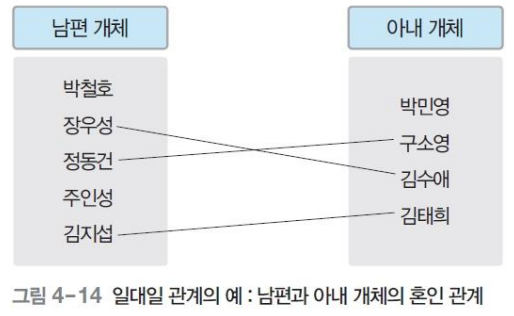 남편 개체
아내 개체
박철호
장우성
정동건
주인성
김지섭
박민영
구소영
김수애
김태희
그림 4-14 일대일 관계의 예 : 남편과 아내 개체의 혼인 관계